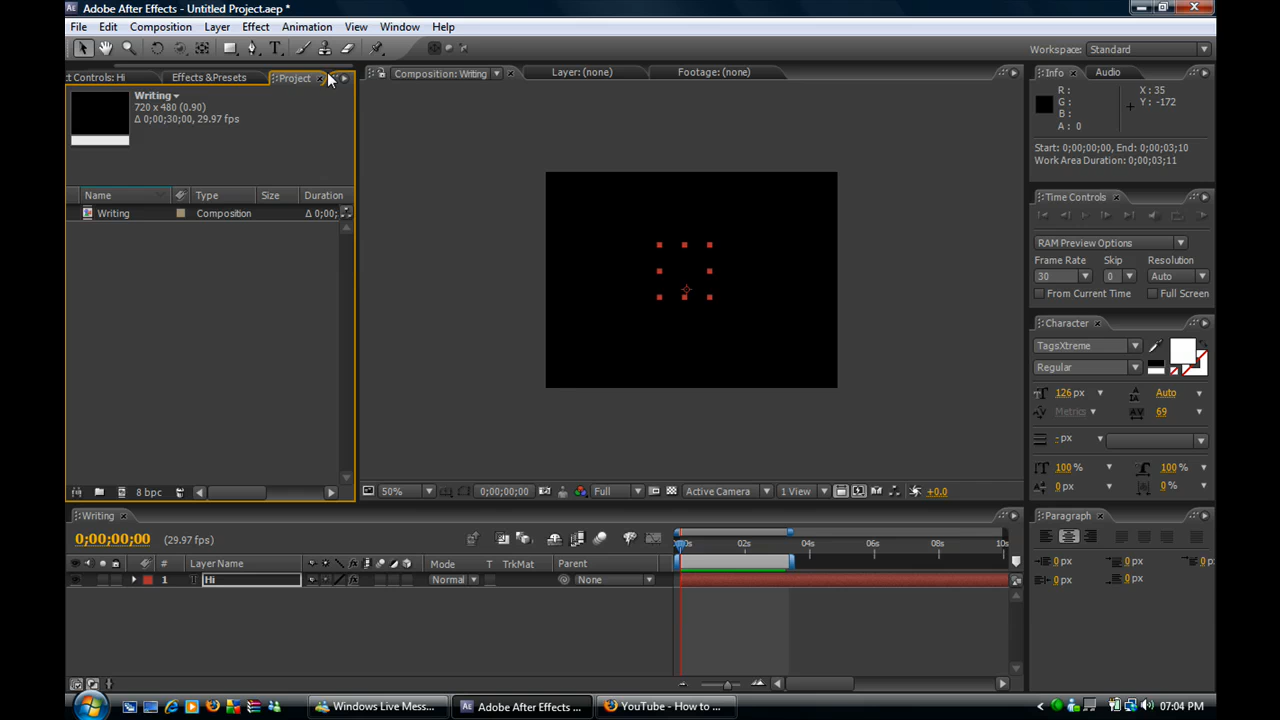 Adobe After Effects - Untitled Project.aep *
File Edit Composition Layer Effect Animation View Window Help
Workspace: Standard
ct Controls: Hi Effects & Presets Project
Composition: Writing Layer: (none) Footage: (none)
Info Audio
Writing
720 x 480 (0.90)
Δ 0;00;30;00, 29.97 fps
R :
G :
B :
A : 0
X : 35
Y : -172
Start: 0;00;00;00, End: 0;00;03;10
Work Area Duration: 0;00;03;11
Name Type Size Duration
Writing Composition Δ 0;00;
Time Controls
RAM Preview Options
Frame Rate Skip Resolution
30 0 Auto
From Current Time Full Screen
Character
TagsXtreme
Regular
126 px Auto
Metrics 69
- px
100 % 100 %
0 px 0 %
8 bpc
50% 0;00;00;00 Full Active Camera 1 View +0.0
Writing
0;00;00;00 (29.97 fps)
02s 04s 06s 08s 10s
# Layer Name Mode T TrkMat Parent
1 T Hi Normal None
Paragraph
0 px 0 px 0 px
0 px 0 px
Windows Live Mess... Adobe After Effects ... YouTube - How to ... 07:04 PM